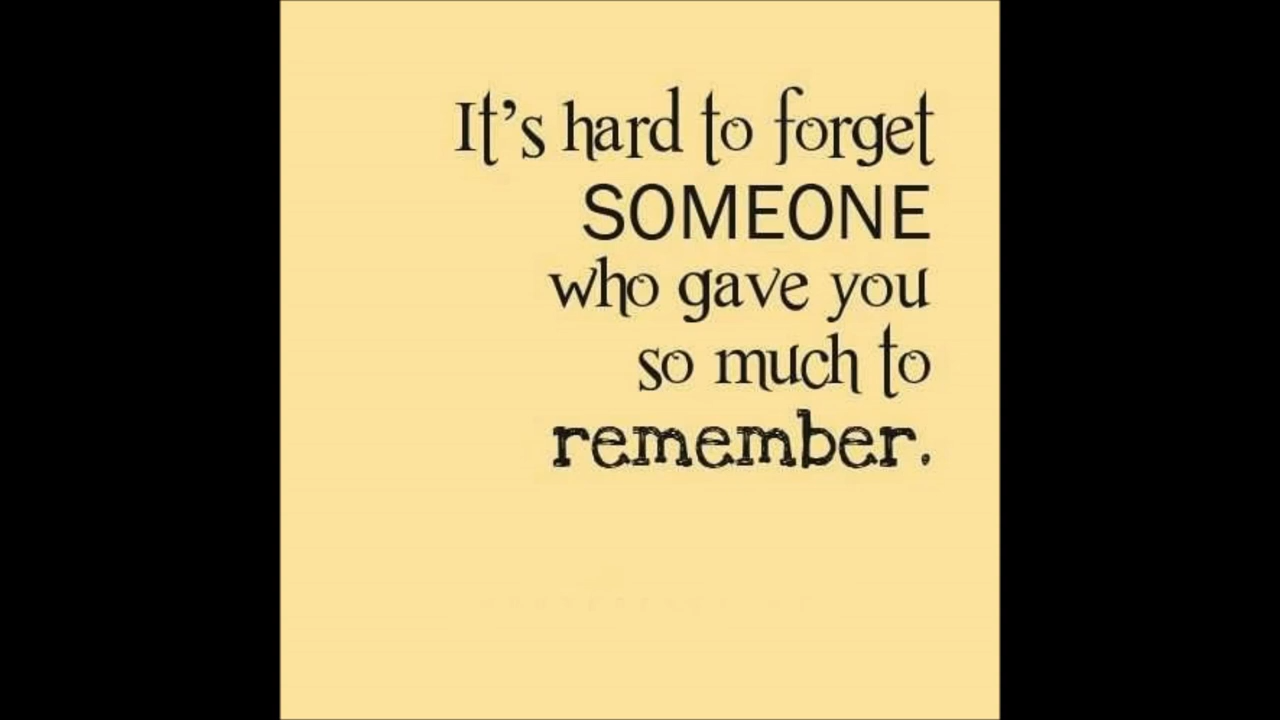 It's hard to forget
SOMEONE
who gave you
so much to
remember.